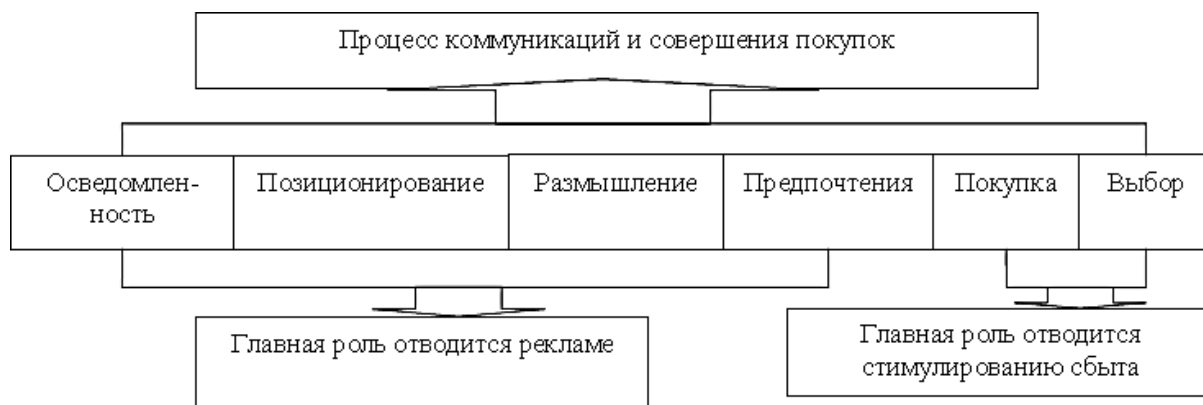 Процесс коммуникаций и совершения покупок
Осведомлен-
ность
Позиционирование
Размышление
Предпочтения
Покупка
Выбор
Главная роль отводится рекламе
Главная роль отводится
стимулированию сбыта